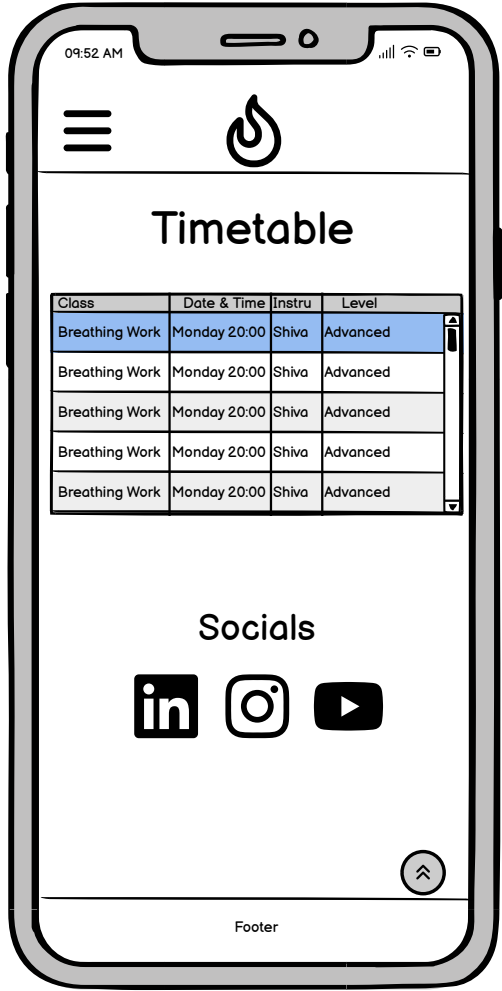 09:52 AM
Timetable
Class Date & Time Instru Level
Breathing Work Monday 20:00 Shiva Advanced
Breathing Work Monday 20:00 Shiva Advanced
Breathing Work Monday 20:00 Shiva Advanced
Breathing Work Monday 20:00 Shiva Advanced
Breathing Work Monday 20:00 Shiva Advanced
Socials
in
Footer